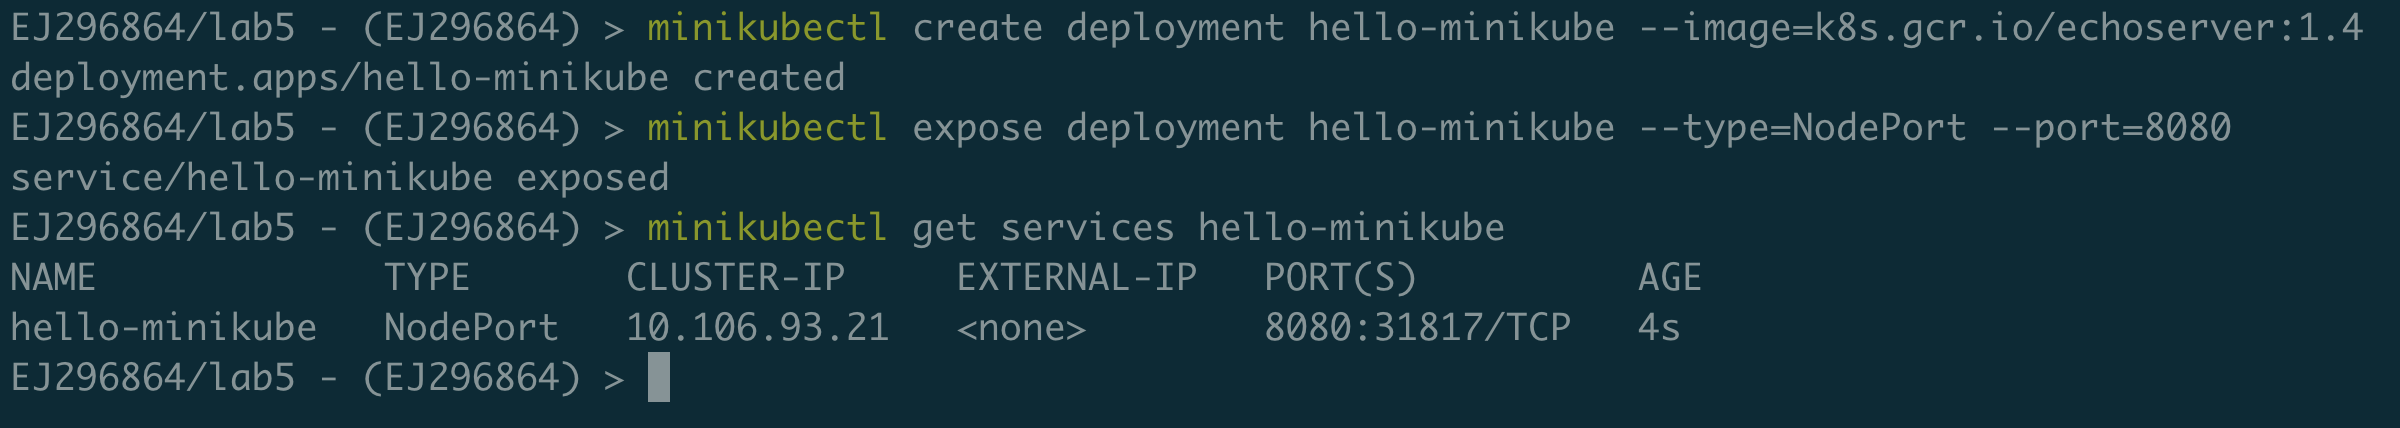 EJ296864/lab5 - (EJ296864) > minikubectl create deployment hello-minikube --image=k8s.gcr.io/echoserver:1.4
deployment.apps/hello-minikube created
EJ296864/lab5 - (EJ296864) > minikubectl expose deployment hello-minikube --type=NodePort --port=8080
service/hello-minikube exposed
EJ296864/lab5 - (EJ296864) > minikubectl get services hello-minikube
NAME             TYPE       CLUSTER-IP     EXTERNAL-IP   PORT(S)          AGE
hello-minikube   NodePort   10.106.93.21   <none>        8080:31817/TCP   4s
EJ296864/lab5 - (EJ296864) >